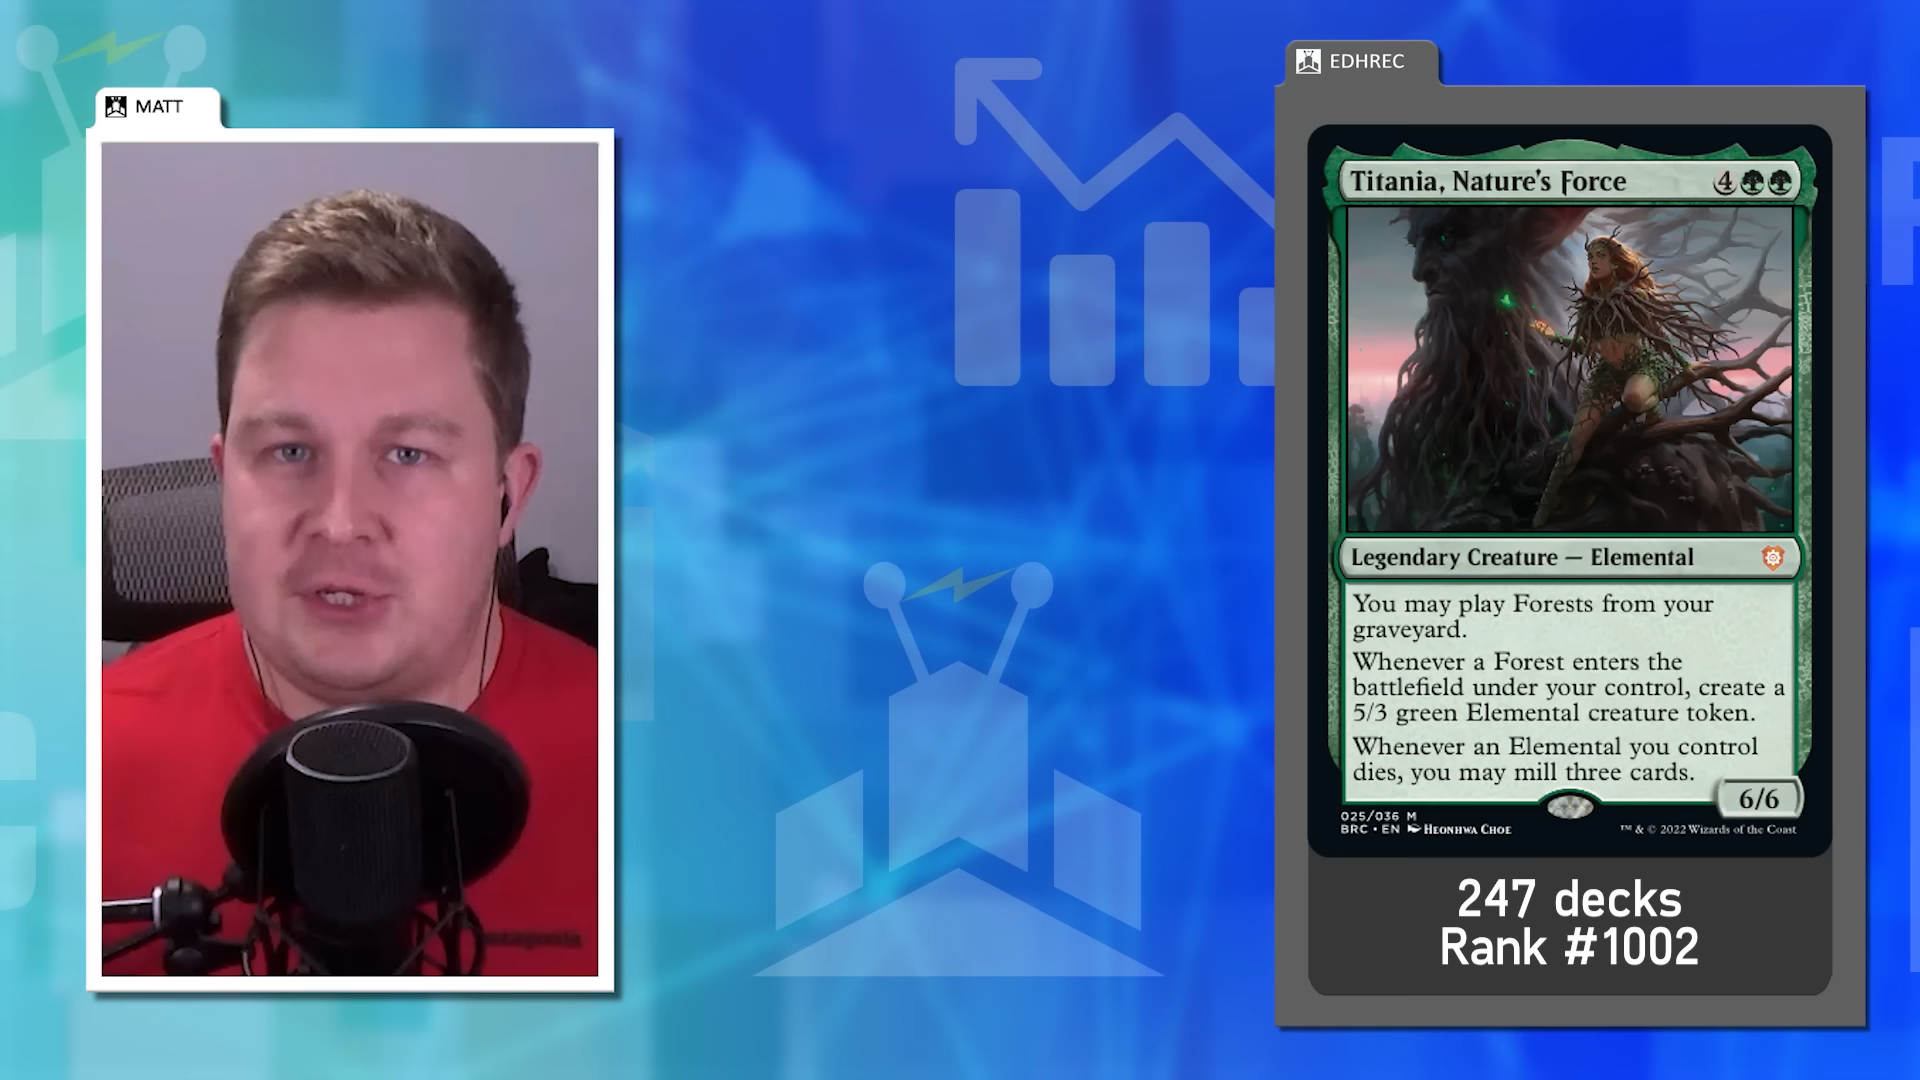 MATT
EDHREC
Titania, Nature's Force 4
Legendary Creature — Elemental
You may play Forests from your
graveyard.
Whenever a Forest enters the
battlefield under your control, create a
5/3 green Elemental creature token.
Whenever an Elemental you control
dies, you may mill three cards.
6/6
025/036 M
BRC • EN Heonhwa Choe
™ & © 2022 Wizards of the Coast
247 decks
Rank #1002